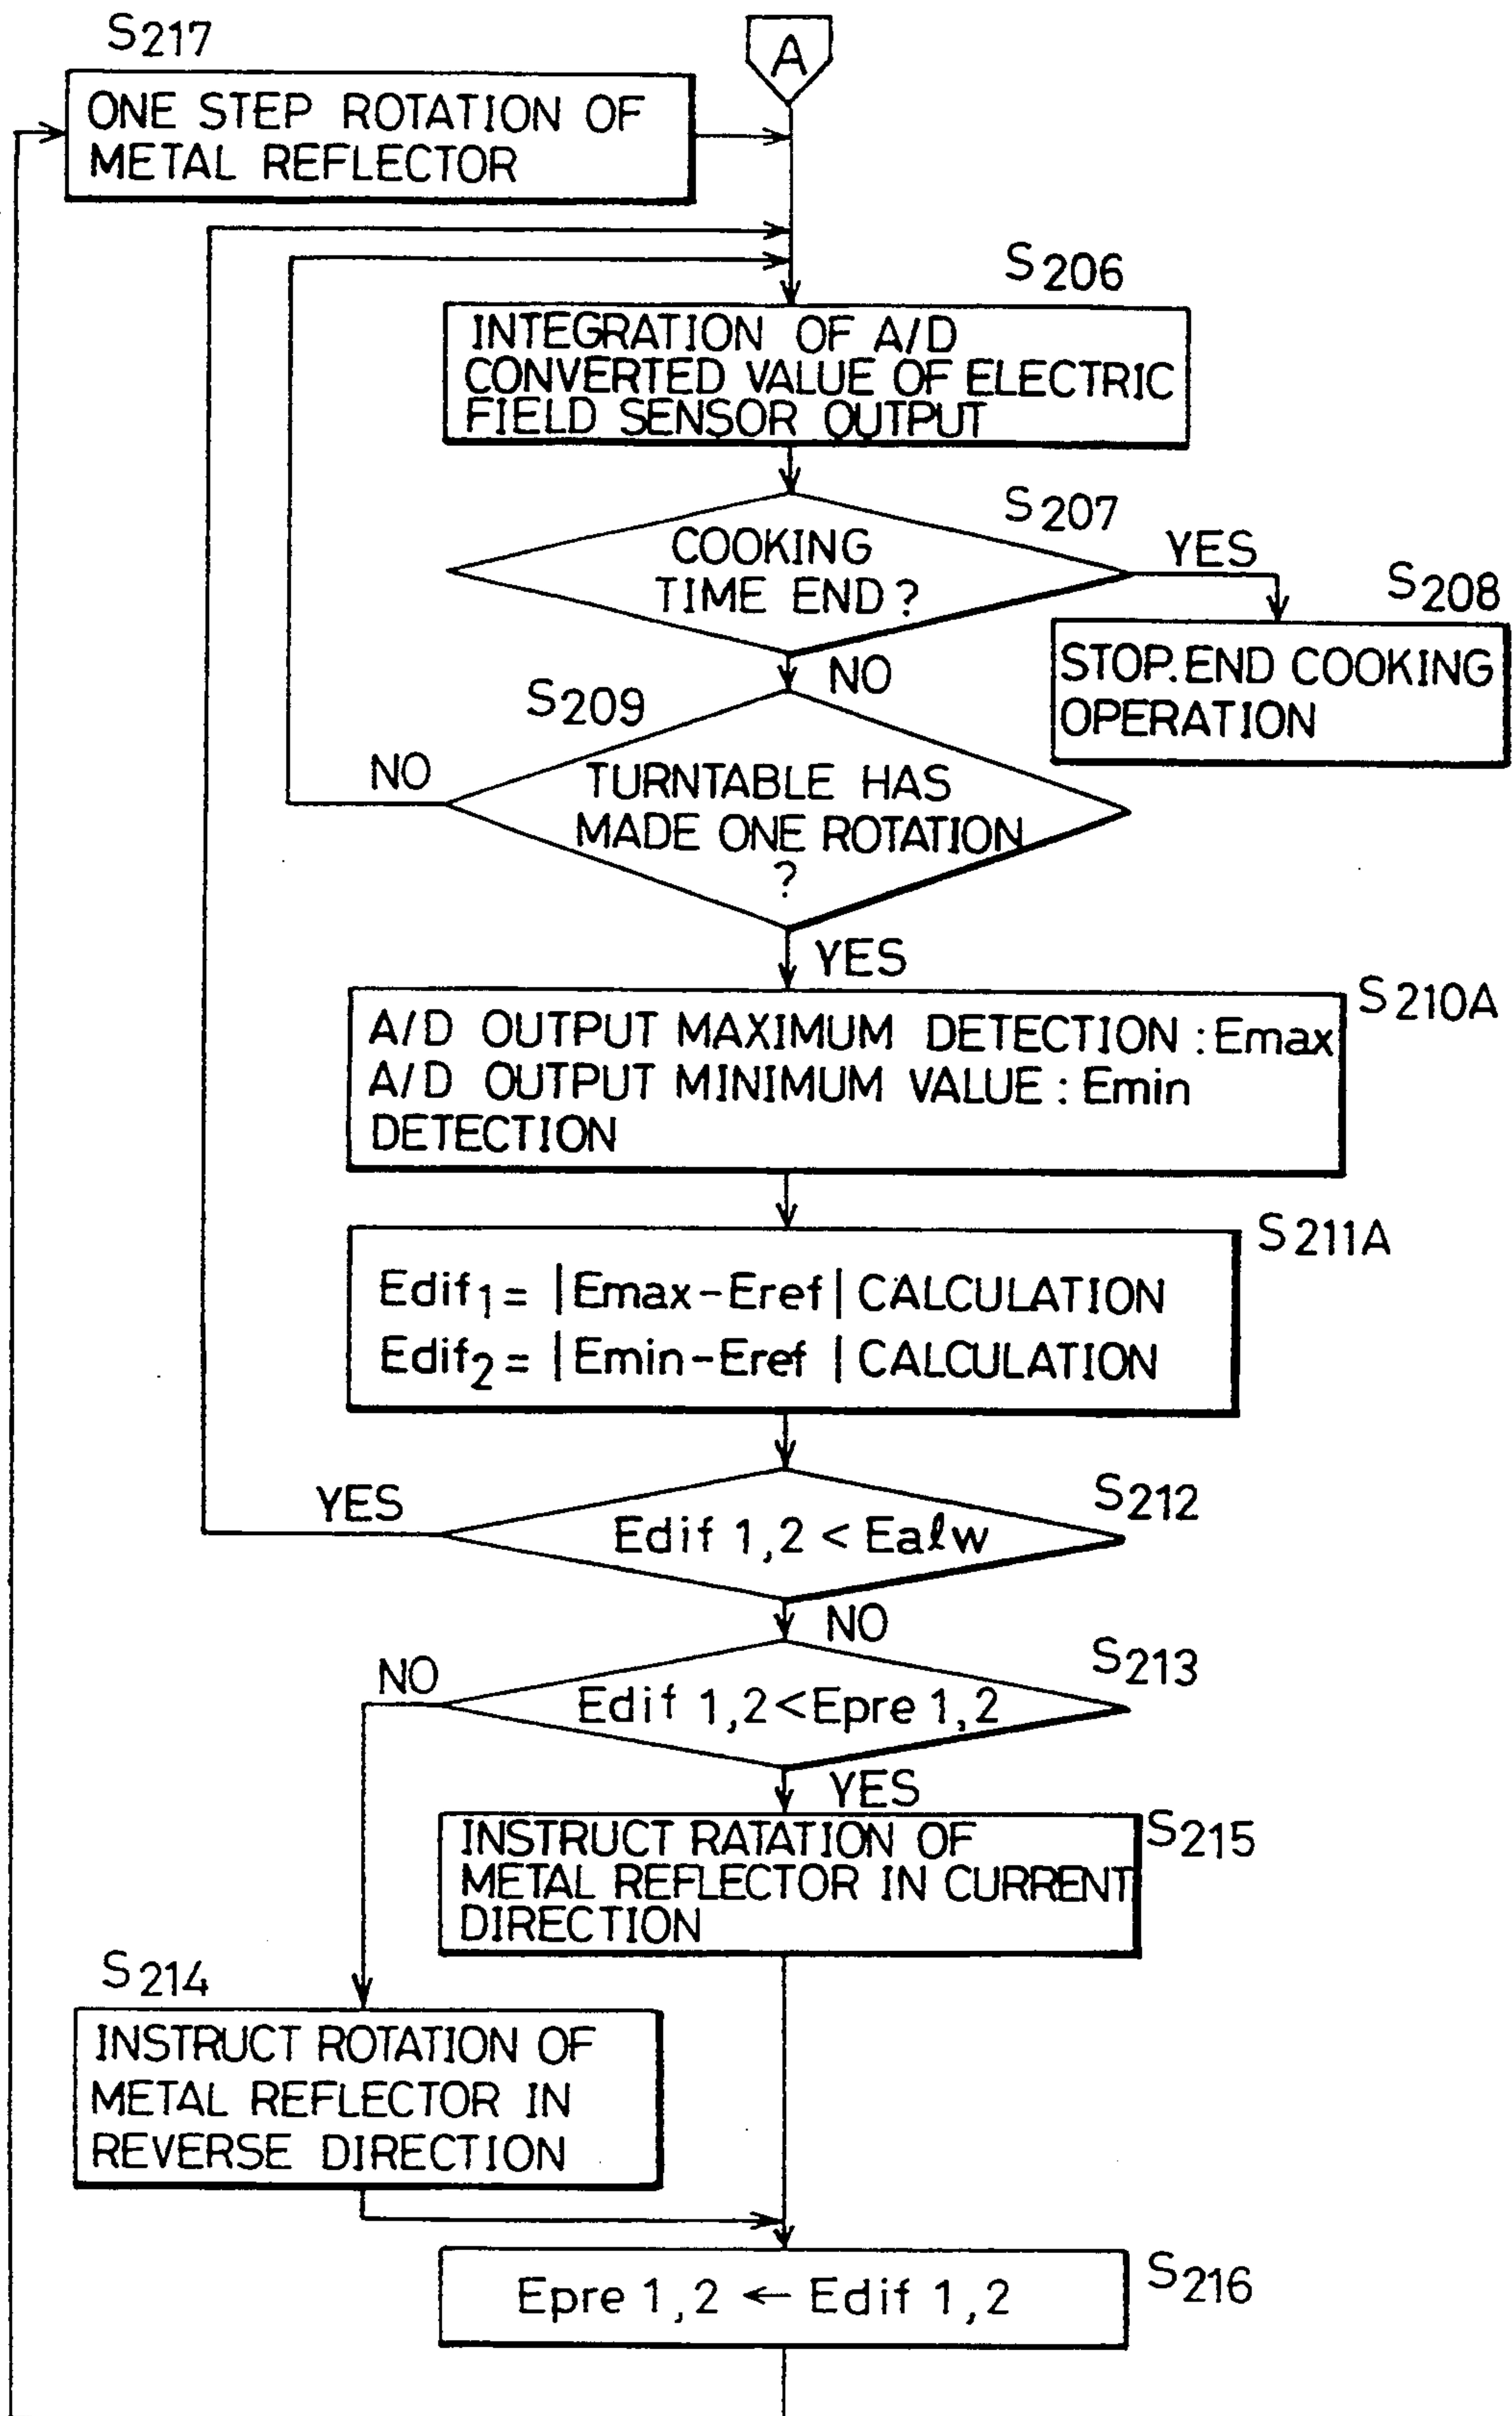 S217
A
ONE STEP ROTATION OF
METAL REFLECTOR
S206
INTEGRATION OF A/D
CONVERTED VALUE OF ELECTRIC
FIELD SENSOR OUTPUT
S207
COOKING
TIME END?
YES
S208
STOP.END COOKING
OPERATION
NO
S209
NO
TURNTABLE HAS
MADE ONE ROTATION
?
YES
S210A
A/D OUTPUT MAXIMUM DETECTION : Emax
A/D OUTPUT MINIMUM VALUE : Emin
DETECTION
S211A
Edif1 = |Emax-Eref| CALCULATION
Edif2 = |Emin-Eref | CALCULATION
YES
S212
Edif 1,2 < Eaℓw
NO
NO
S213
Edif 1,2<Epre 1,2
YES
S215
INSTRUCT RATATION OF
METAL REFLECTOR IN CURRENT
DIRECTION
S214
INSTRUCT ROTATION OF
METAL REFLECTOR IN
REVERSE DIRECTION
S216
Epre 1,2 ← Edif 1,2